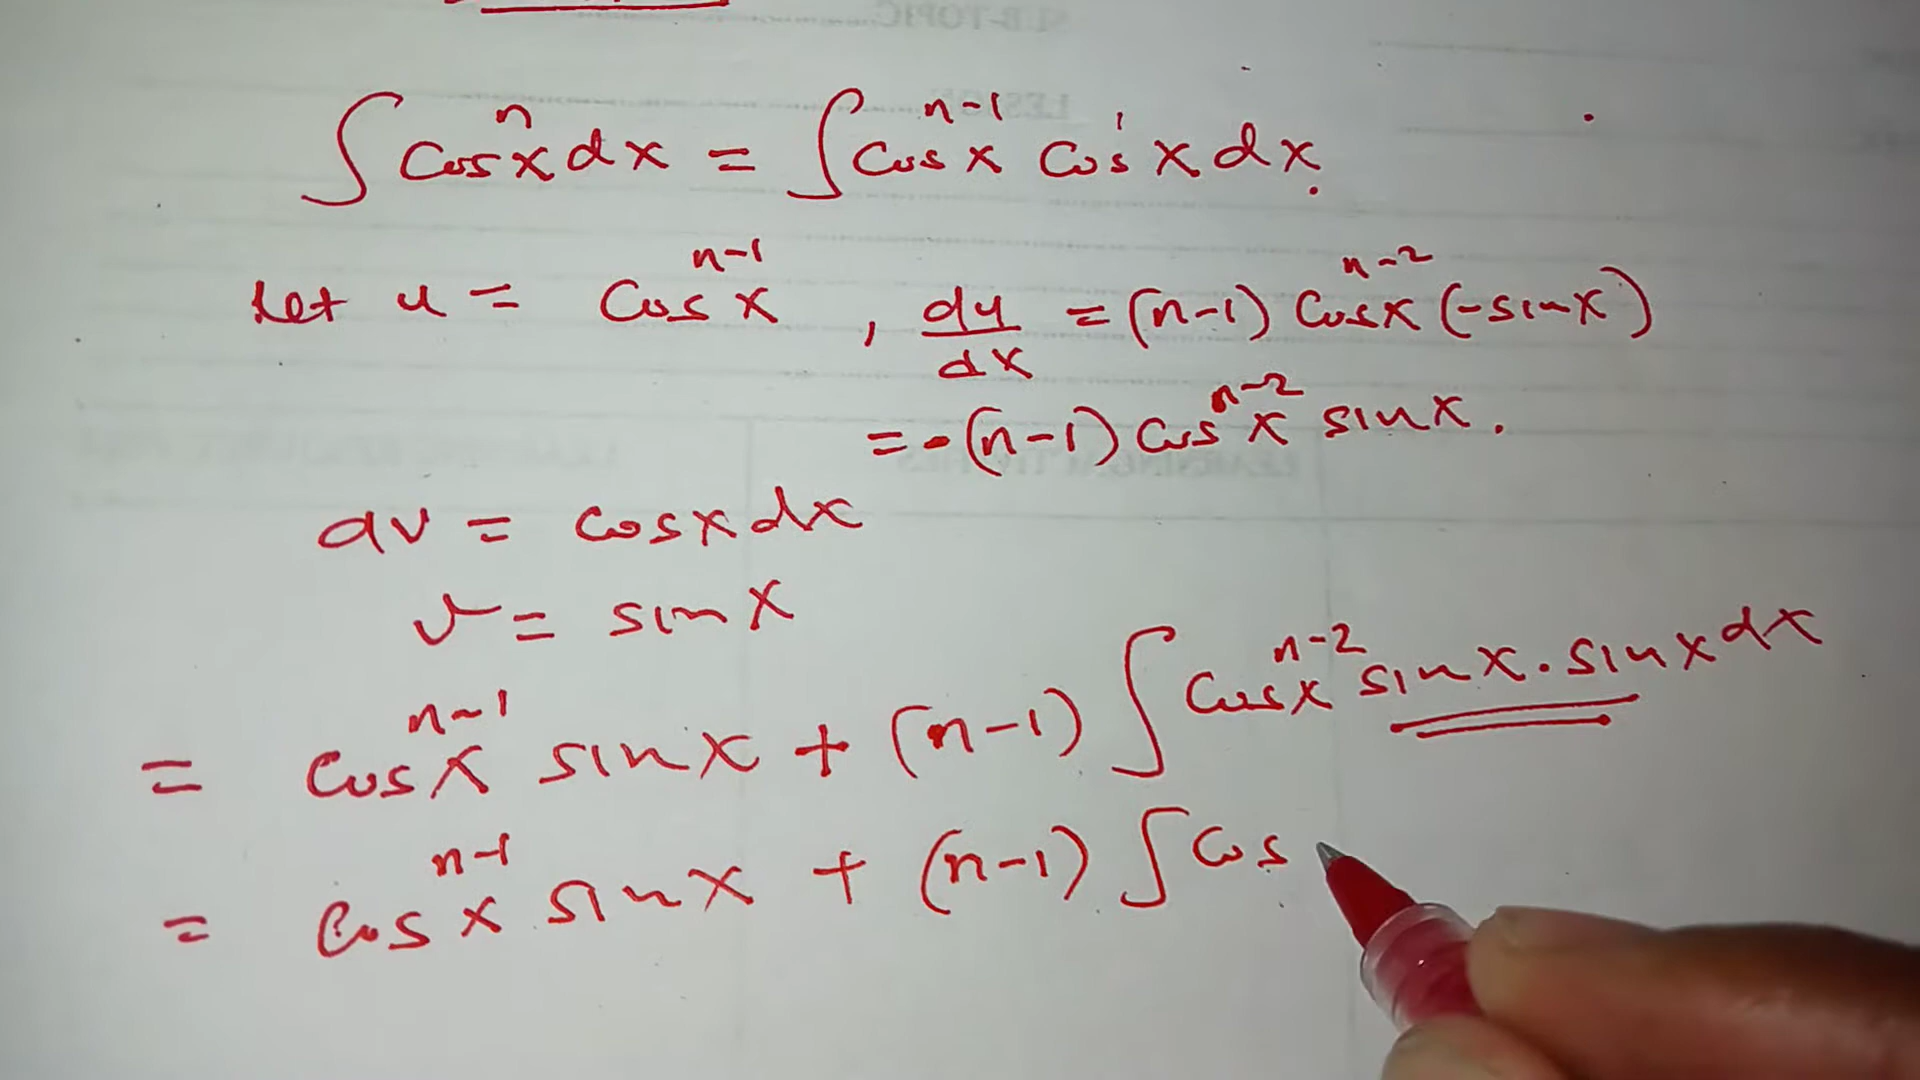 ∫ cosⁿx dx = ∫ cosⁿ⁻¹x cos¹x dx.
Let u = cosⁿ⁻¹x , du/dx = (n-1) cosⁿ⁻²x (-sinx)
= -(n-1) cosⁿ⁻²x sinx.
dv = cosx dx
v = sinx
= cosⁿ⁻¹x sinx + (n-1) ∫ cosⁿ⁻²x sinx . sinx dx
= cosⁿ⁻¹x sinx + (n-1) ∫ cos